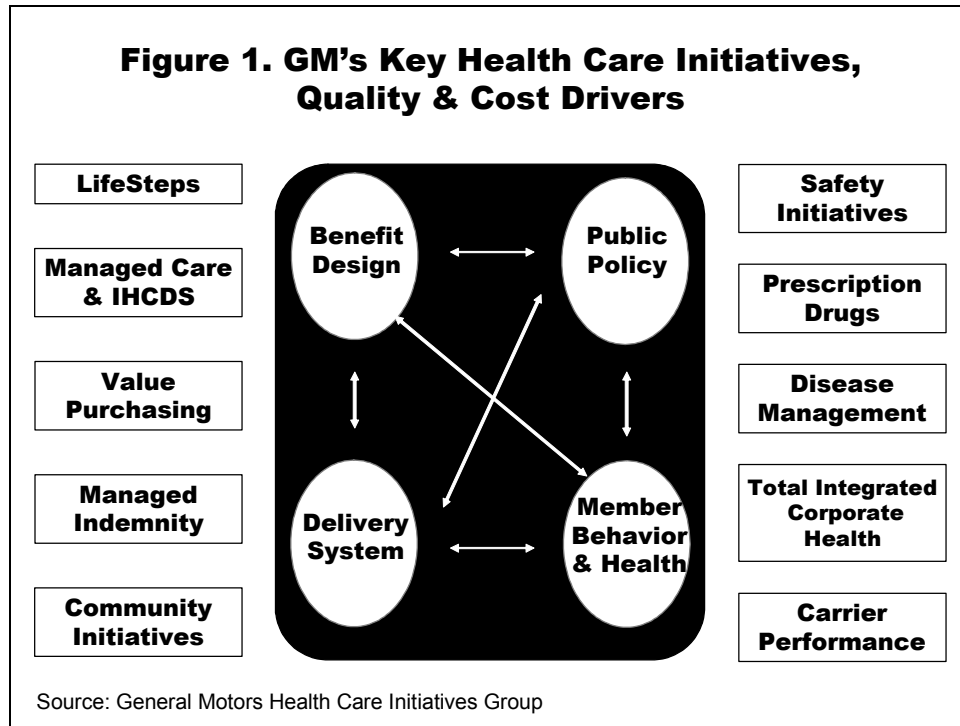 Figure 1. GM's Key Health Care Initiatives,
Quality & Cost Drivers
LifeSteps
Managed Care
& IHCDS
Value
Purchasing
Managed
Indemnity
Community
Initiatives
Benefit
Design
Public
Policy
Delivery
System
Member
Behavior
& Health
Safety
Initiatives
Prescription
Drugs
Disease
Management
Total Integrated
Corporate
Health
Carrier
Performance
Source: General Motors Health Care Initiatives Group